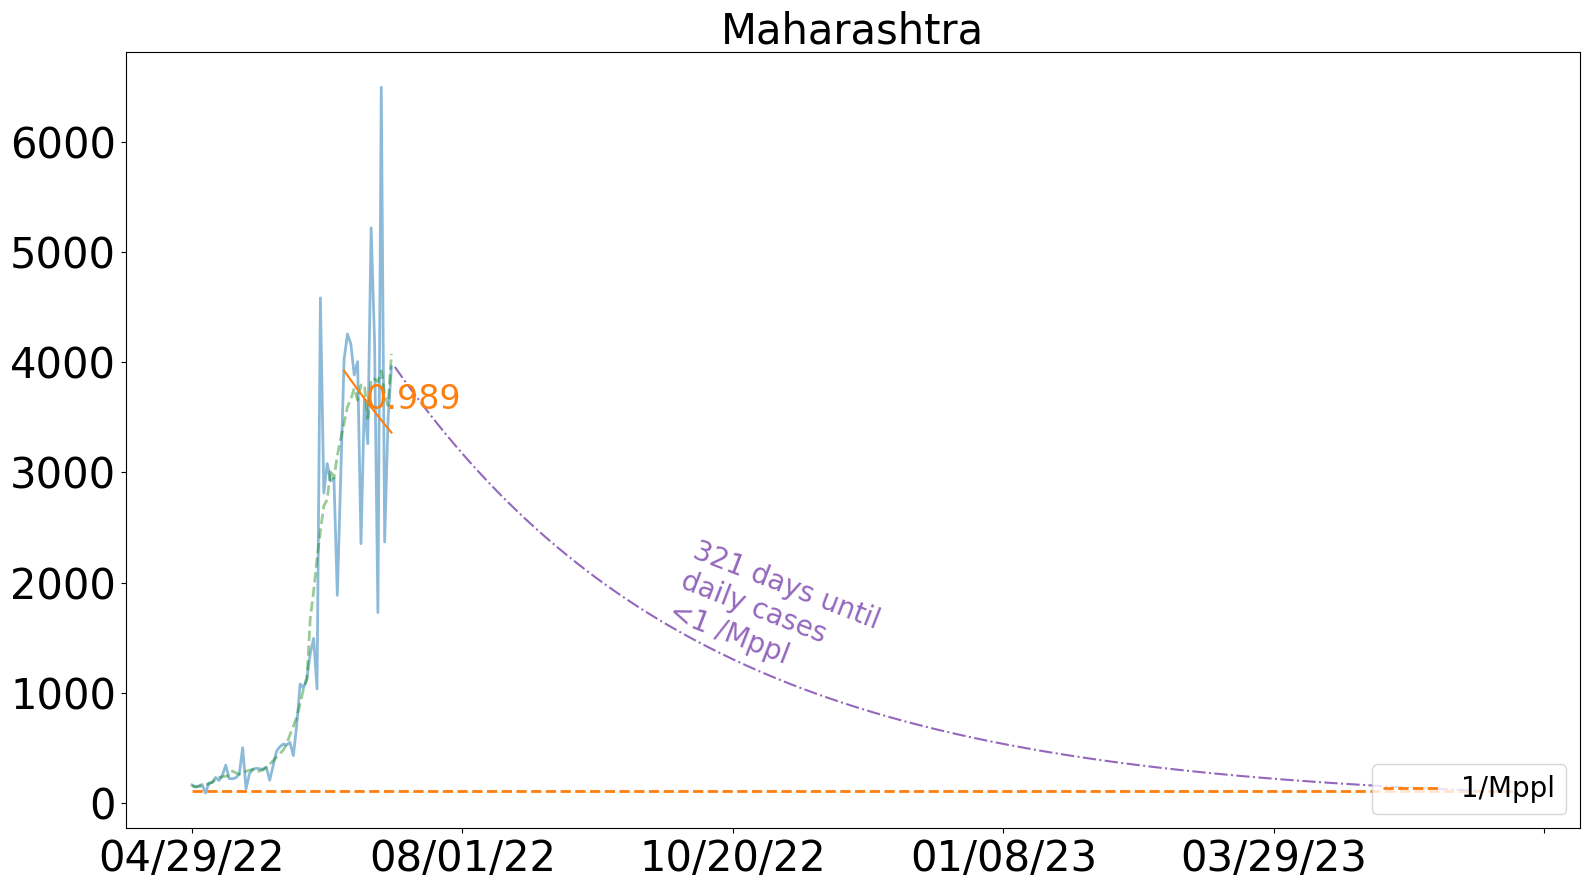 Maharashtra
6000
5000
4000
3000
2000
1000
0
0.989
321 days until
daily cases
<1 /Mppl
1/Mppl
04/29/22
08/01/22
10/20/22
01/08/23
03/29/23